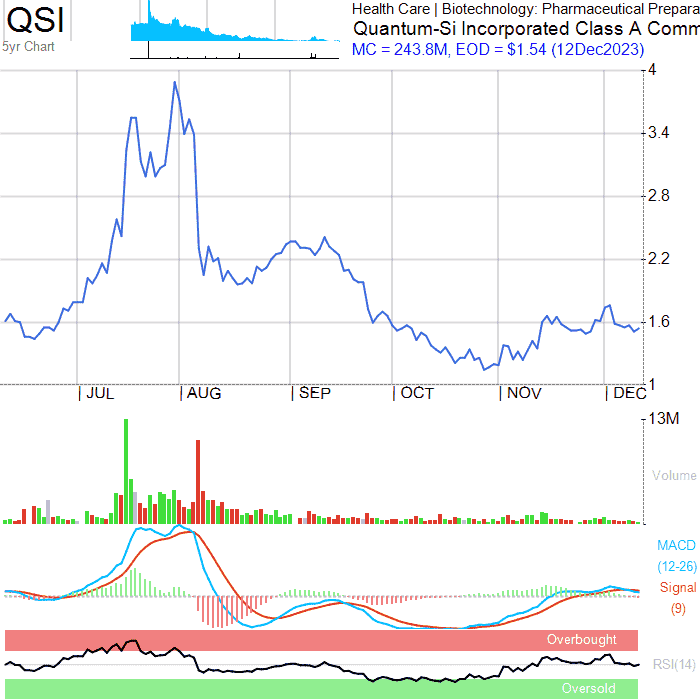 QSI
5yr Chart
Health Care | Biotechnology: Pharmaceutical Prepara
Quantum-Si Incorporated Class A Comm
MC = 243.8M, EOD = $1.54 (12Dec2023)
4
3.4
2.8
2.2
1.6
1
| JUL | AUG | SEP | OCT | NOV | DEC
13M
Volume
MACD
(12-26)
Signal
(9)
Overbought
RSI(14)
Oversold